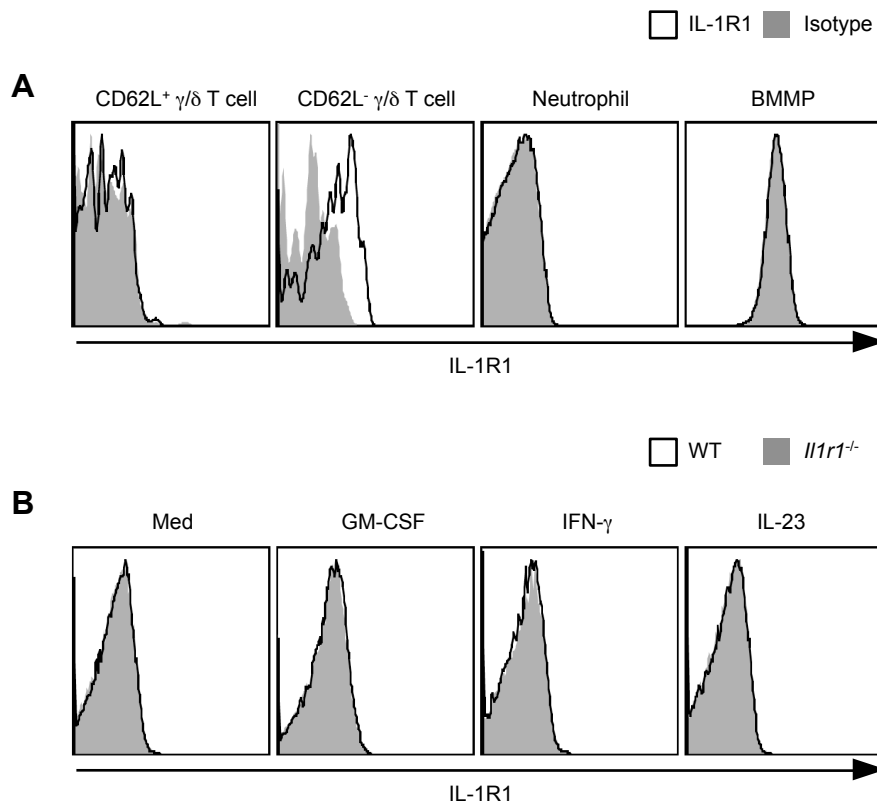 IL-1R1 Isotype
A
CD62L⁺ γ/δ T cell CD62L⁻ γ/δ T cell Neutrophil BMMP
IL-1R1
WT Il1r1⁻/⁻
B
Med GM-CSF IFN-γ IL-23
IL-1R1